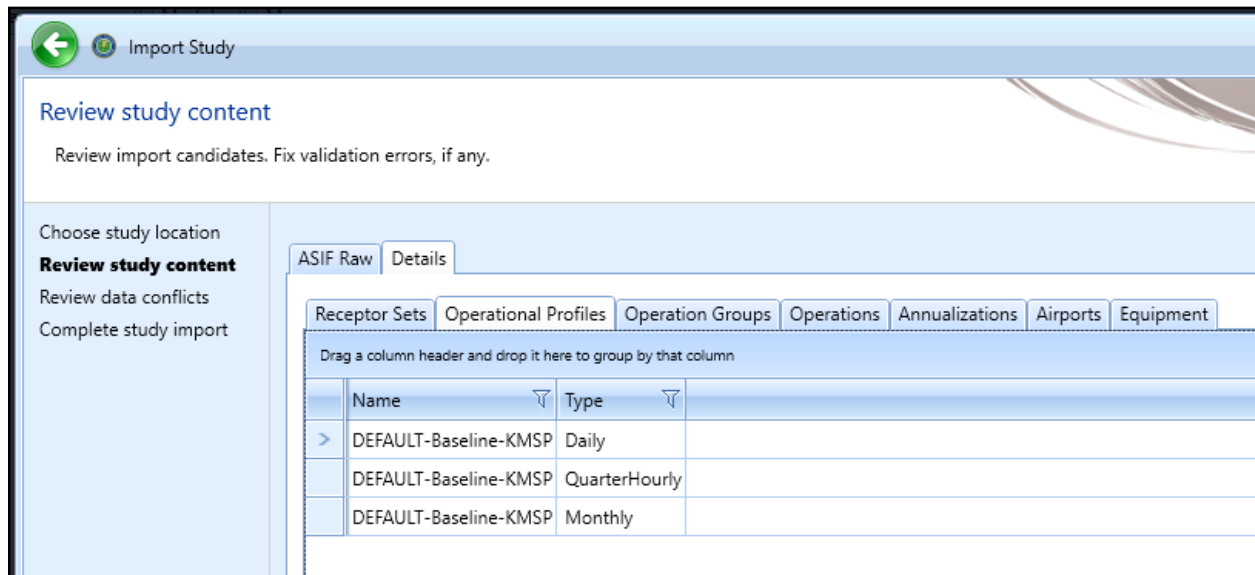 Import Study
Review study content
Review import candidates. Fix validation errors, if any.
Choose study location
Review study content
Review data conflicts
Complete study import
ASIF Raw Details
Receptor Sets Operational Profiles Operation Groups Operations Annualizations Airports Equipment
Drag a column header and drop it here to group by that column
Name Type
DEFAULT-Baseline-KMSP Daily
DEFAULT-Baseline-KMSP QuarterHourly
DEFAULT-Baseline-KMSP Monthly